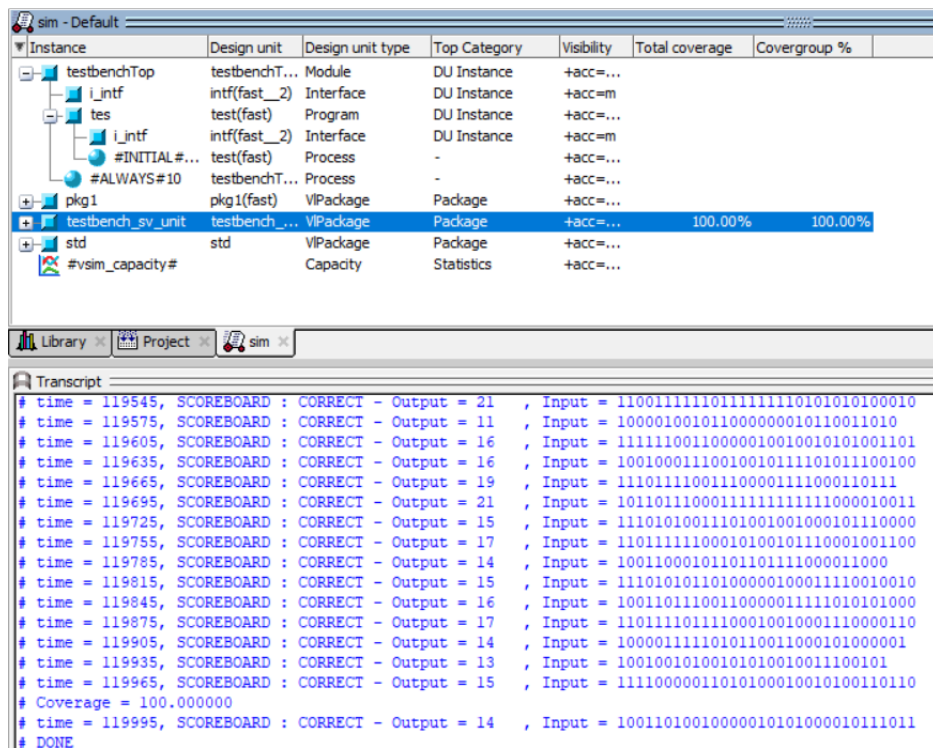 sim - Default
Instance Design unit Design unit type Top Category Visibility Total coverage Covergroup %
testbenchTop testbenchT... Module DU Instance +acc=...
i_intf intf(fast__2) Interface DU Instance +acc=m
tes test(fast) Program DU Instance +acc=...
i_intf intf(fast__2) Interface DU Instance +acc=m
#INITIAL#... test(fast) Process - +acc=...
#ALWAYS#10 testbenchT... Process - +acc=...
pkg1 pkg1(fast) VlPackage Package +acc=...
testbench_sv_unit testbench_... VlPackage Package +acc=... 100.00% 100.00%
std std VlPackage Package +acc=...
#vsim_capacity# Capacity Statistics +acc=...
Library Project sim
Transcript
# time = 119545, SCOREBOARD : CORRECT - Output = 21 , Input = 11001111110111111110101010100010
# time = 119575, SCOREBOARD : CORRECT - Output = 11 , Input = 1000010010110000000010110011010
# time = 119605, SCOREBOARD : CORRECT - Output = 16 , Input = 11111100110000010010010101001101
# time = 119635, SCOREBOARD : CORRECT - Output = 16 , Input = 10010001110010010111101011100100
# time = 119665, SCOREBOARD : CORRECT - Output = 19 , Input = 111011110011100001111000110111
# time = 119695, SCOREBOARD : CORRECT - Output = 21 , Input = 10110111000111111111111000010011
# time = 119725, SCOREBOARD : CORRECT - Output = 15 , Input = 11101010011101001001000101110000
# time = 119755, SCOREBOARD : CORRECT - Output = 17 , Input = 11011111100010100101110001001100
# time = 119785, SCOREBOARD : CORRECT - Output = 14 , Input = 10011000101101101111000011000
# time = 119815, SCOREBOARD : CORRECT - Output = 15 , Input = 11101010110100000100011110010010
# time = 119845, SCOREBOARD : CORRECT - Output = 16 , Input = 10011011100110000011111010101000
# time = 119875, SCOREBOARD : CORRECT - Output = 17 , Input = 11011110111100010010001110000110
# time = 119905, SCOREBOARD : CORRECT - Output = 14 , Input = 1000011111010110011000101000001
# time = 119935, SCOREBOARD : CORRECT - Output = 13 , Input = 100100101001010100100111001​01
# time = 119965, SCOREBOARD : CORRECT - Output = 15 , Input = 11110000011010100010010100110110
# Coverage = 100.000000
# time = 119995, SCOREBOARD : CORRECT - Output = 14 , Input = 10011010010000010101000010111011
# DONE